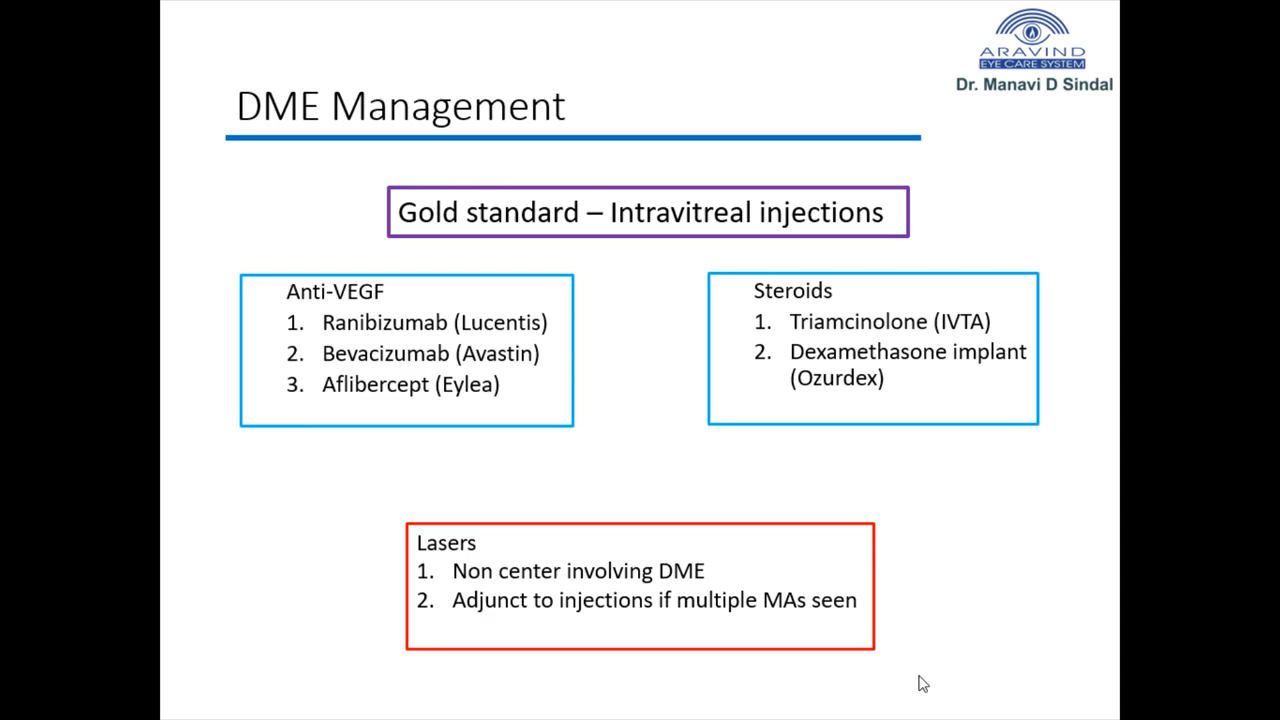 ARAVIND
EYE CARE SYSTEM
Dr. Manavi D Sindal
DME Management
Gold standard – Intravitreal injections
Anti-VEGF
1. Ranibizumab (Lucentis)
2. Bevacizumab (Avastin)
3. Aflibercept (Eylea)
Steroids
1. Triamcinolone (IVTA)
2. Dexamethasone implant
(Ozurdex)
Lasers
1. Non center involving DME
2. Adjunct to injections if multiple MAs seen